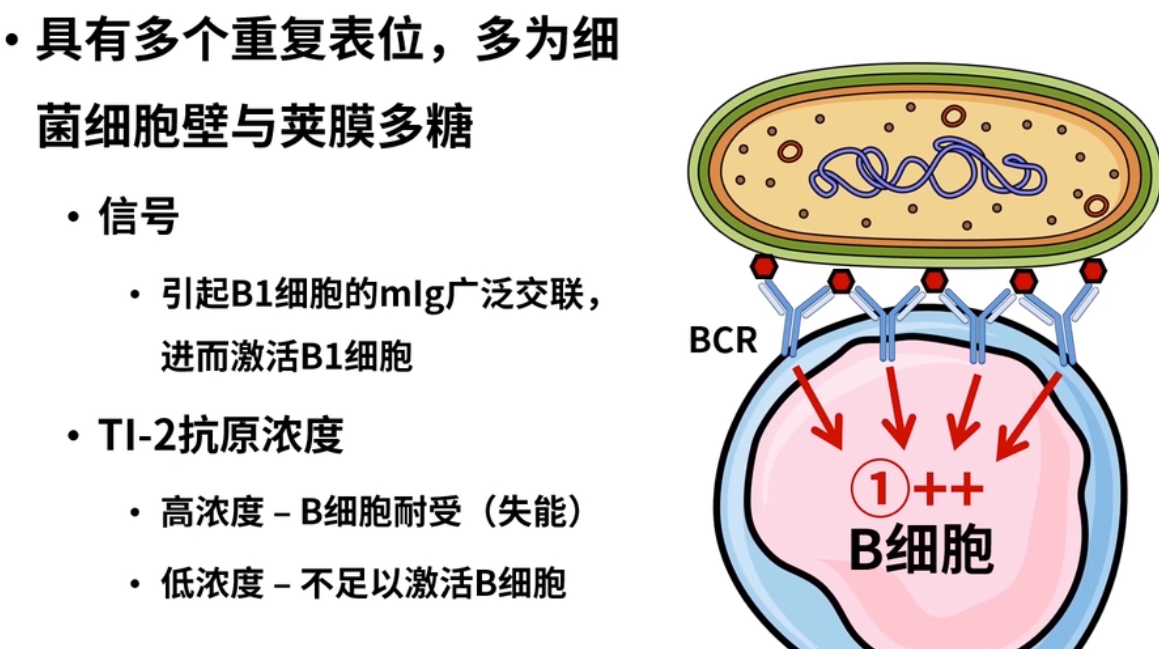 • 具有多个重复表位，多为细
菌细胞壁与荚膜多糖
• 信号
• 引起B1细胞的mIg广泛交联，
进而激活B1细胞
• TI-2抗原浓度
• 高浓度 – B细胞耐受（失能）
• 低浓度 – 不足以激活B细胞
BCR
①++
B细胞